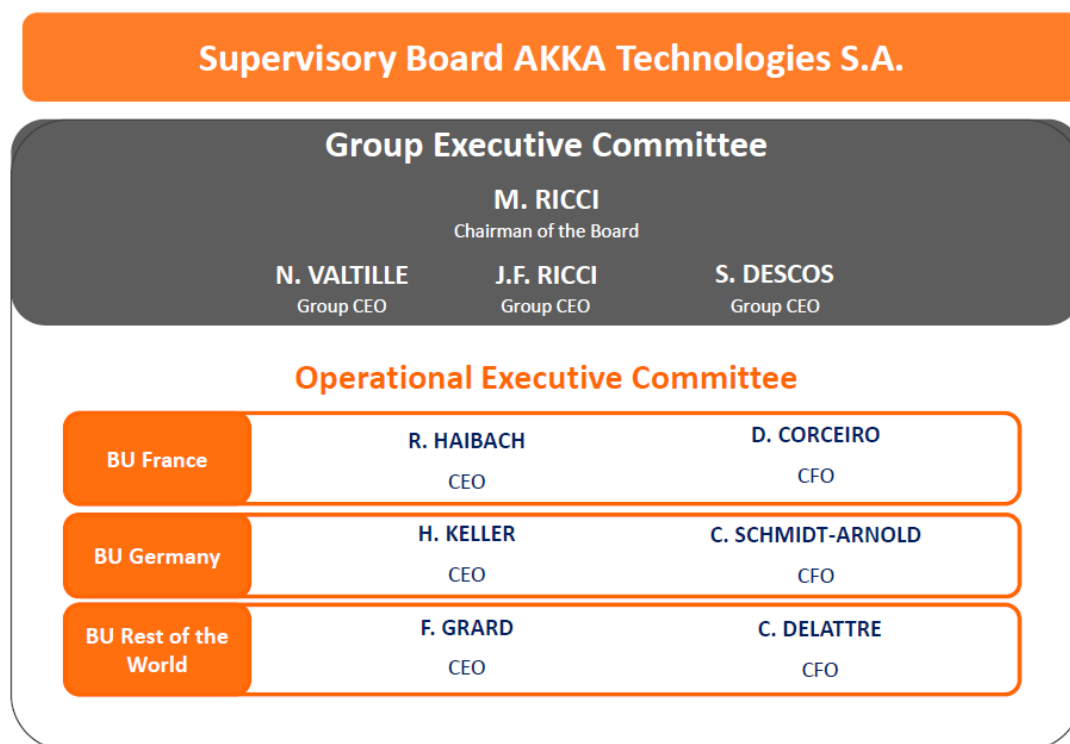 Supervisory Board AKKA Technologies S.A.
Group Executive Committee
M. RICCI
Chairman of the Board
N. VALTILLE J.F. RICCI S. DESCOS
Group CEO Group CEO Group CEO
Operational Executive Committee
BU France
R. HAIBACH D. CORCEIRO
CEO CFO
BU Germany
H. KELLER C. SCHMIDT-ARNOLD
CEO CFO
BU Rest of the
World
F. GRARD C. DELATTRE
CEO CFO